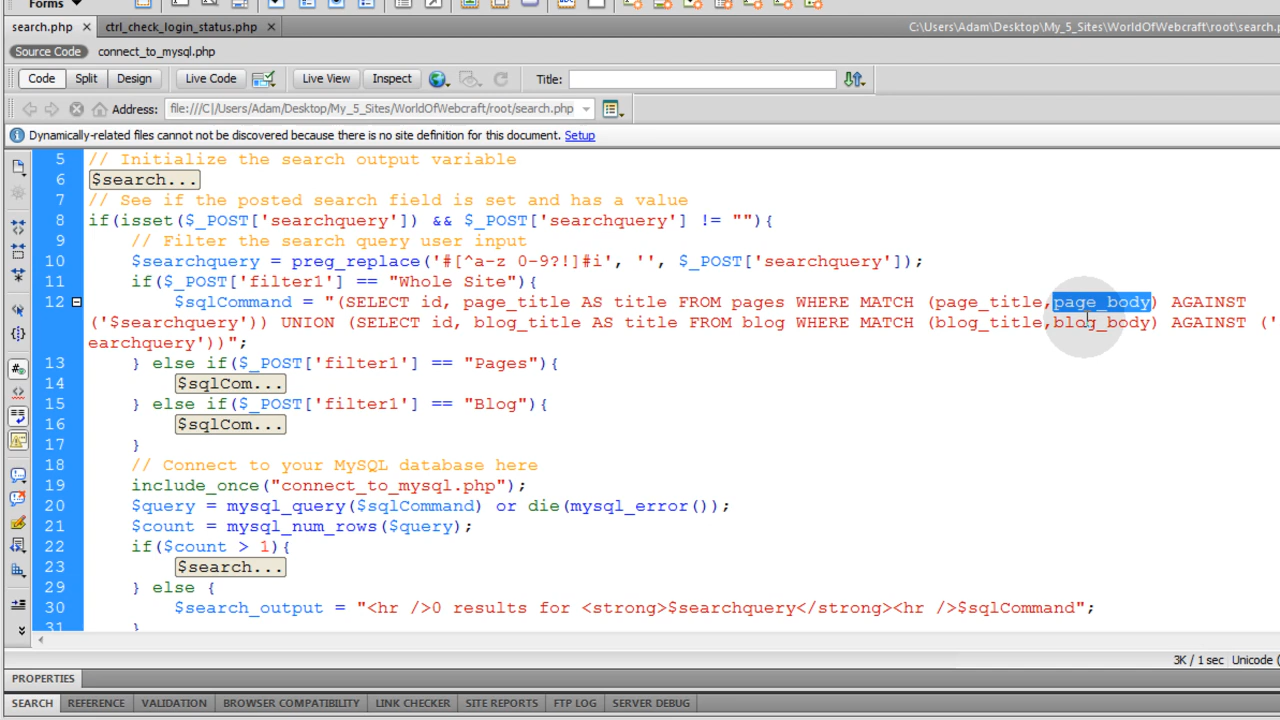 Forms
search.php × ctrl_check_login_status.php × C:\Users\Adam\Desktop\My_5_Sites\WorldOfWebcraft\root\search.p
Source Code connect_to_mysql.php
Code Split Design Live Code Live View Inspect Title:
Address: file:///C|/Users/Adam/Desktop/My_5_Sites/WorldOfWebcraft/root/search.php
Dynamically-related files cannot not be discovered because there is no site definition for this document. Setup
5 // Initialize the search output variable
6 $search...
7 // See if the posted search field is set and has a value
8 if(isset($_POST['searchquery']) && $_POST['searchquery'] != ""){
9 // Filter the search query user input
10 $searchquery = preg_replace('#[^a-z 0-9?!]#i', '', $_POST['searchquery']);
11 if($_POST['filter1'] == "Whole Site"){
12 $sqlCommand = "(SELECT id, page_title AS title FROM pages WHERE MATCH (page_title,page_body) AGAINST
('$searchquery')) UNION (SELECT id, blog_title AS title FROM blog WHERE MATCH (blog_title,blog_body) AGAINST ('
earchquery'))";
13 } else if($_POST['filter1'] == "Pages"){
14 $sqlCom...
15 } else if($_POST['filter1'] == "Blog"){
16 $sqlCom...
17 }
18 // Connect to your MySQL database here
19 include_once("connect_to_mysql.php");
20 $query = mysql_query($sqlCommand) or die(mysql_error());
21 $count = mysql_num_rows($query);
22 if($count > 1){
23 $search...
29 } else {
30 $search_output = "<hr />0 results for <strong>$searchquery</strong><hr />$sqlCommand";
31 }
3K / 1 sec Unicode (
PROPERTIES
SEARCH REFERENCE VALIDATION BROWSER COMPATIBILITY LINK CHECKER SITE REPORTS FTP LOG SERVER DEBUG